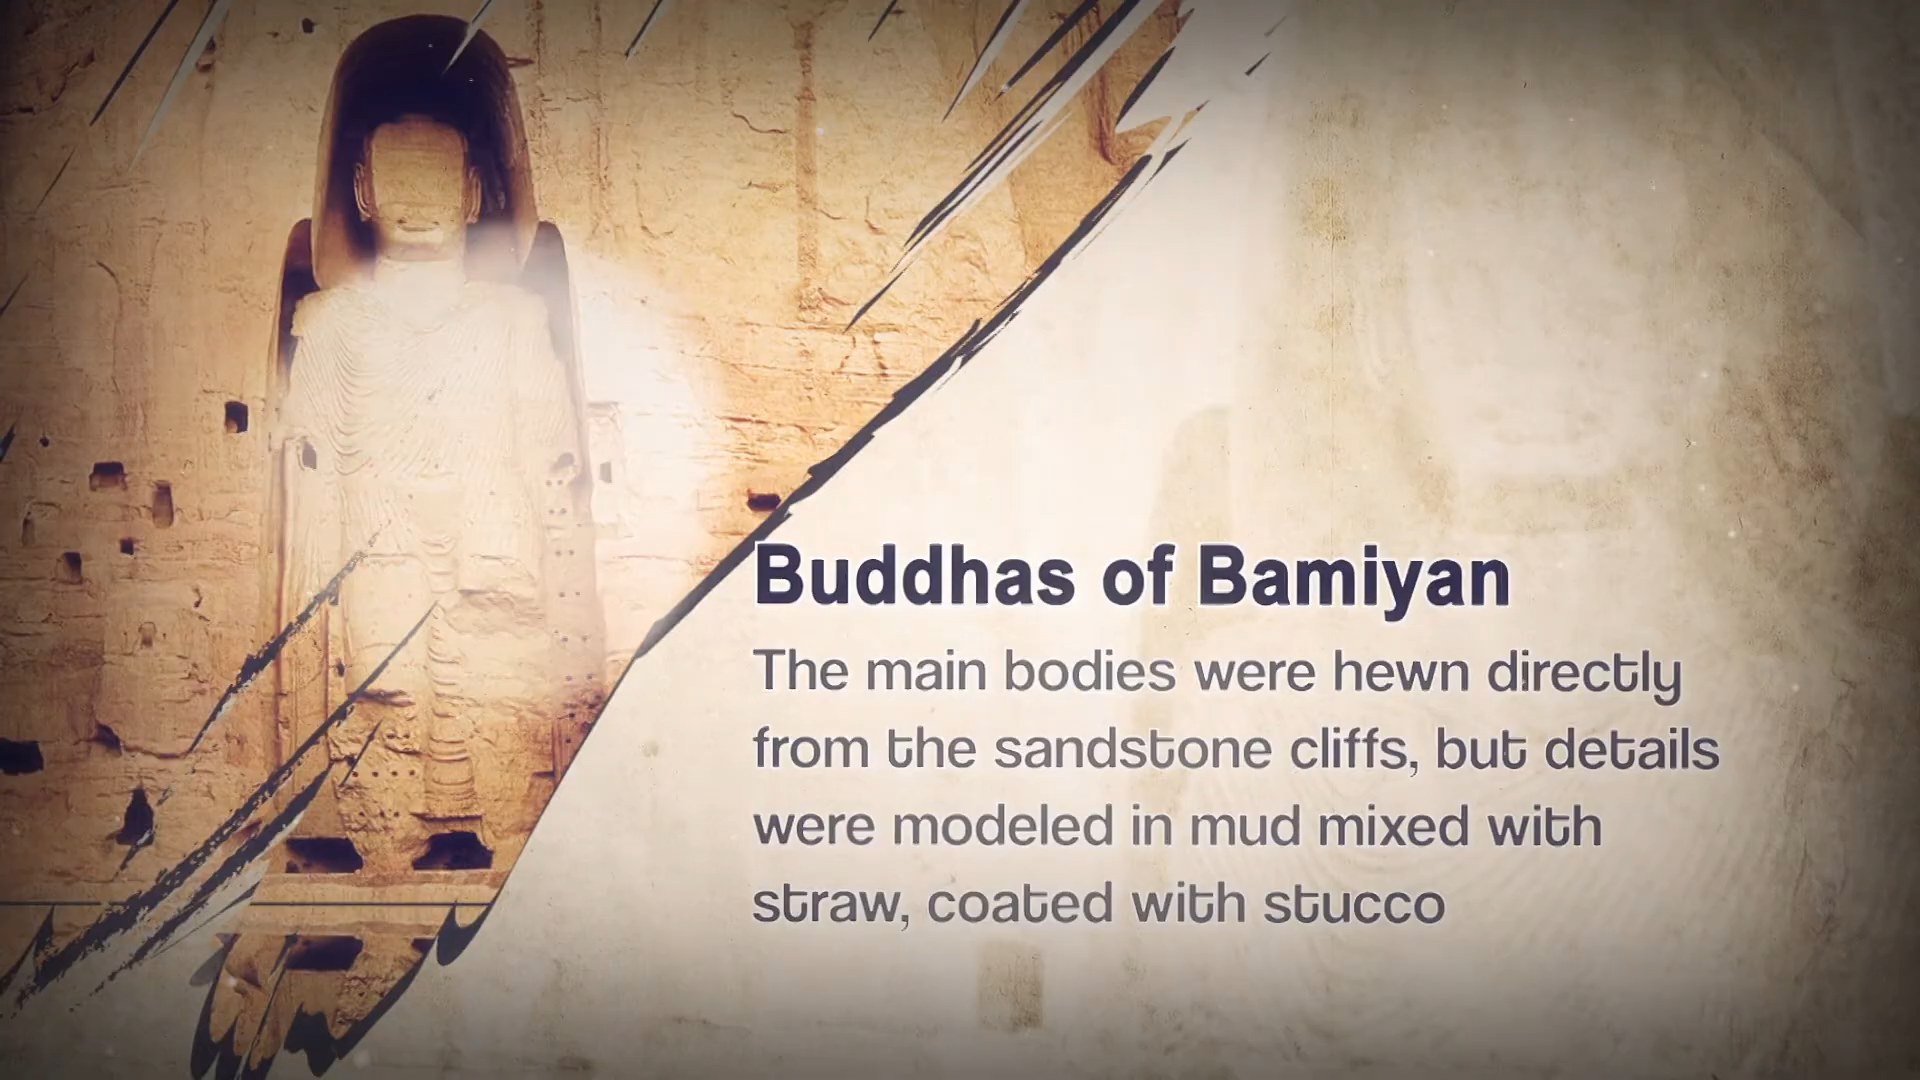 Buddhas of Bamiyan
The main bodies were hewn directly
from the sandstone cliffs, but details
were modeled in mud mixed with
straw, coated with stucco